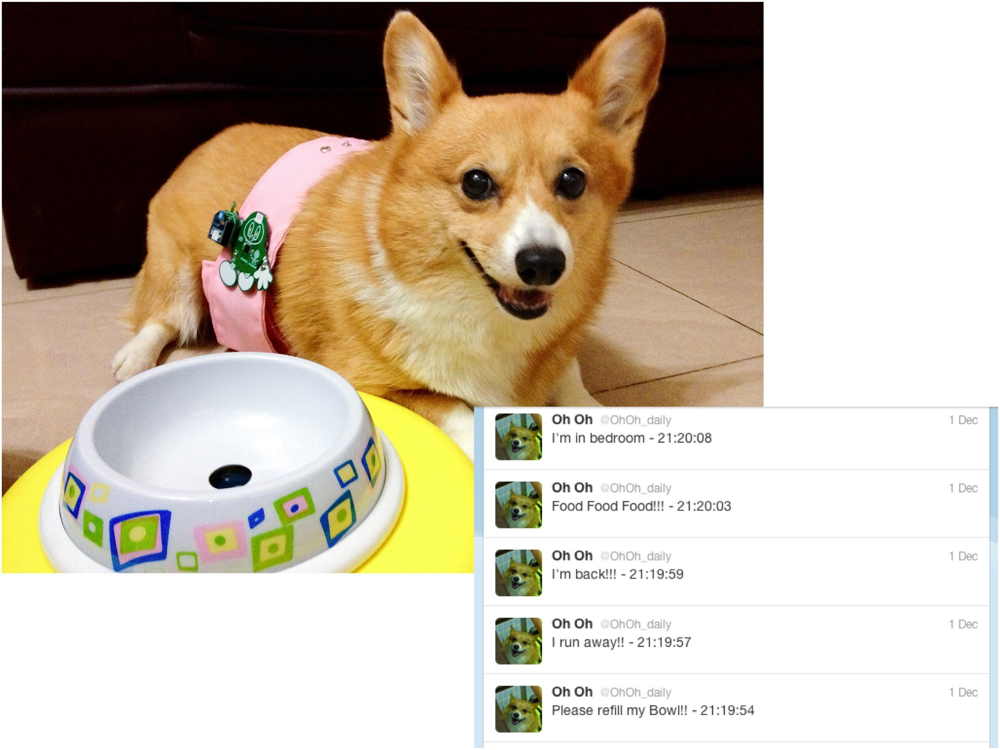 Oh Oh @OhOh_daily 1 Dec
I'm in bedroom - 21:20:08
Oh Oh @OhOh_daily 1 Dec
Food Food Food!!! - 21:20:03
Oh Oh @OhOh_daily 1 Dec
I'm back!!! - 21:19:59
Oh Oh @OhOh_daily 1 Dec
I run away!! - 21:19:57
Oh Oh @OhOh_daily 1 Dec
Please refill my Bowl!! - 21:19:54